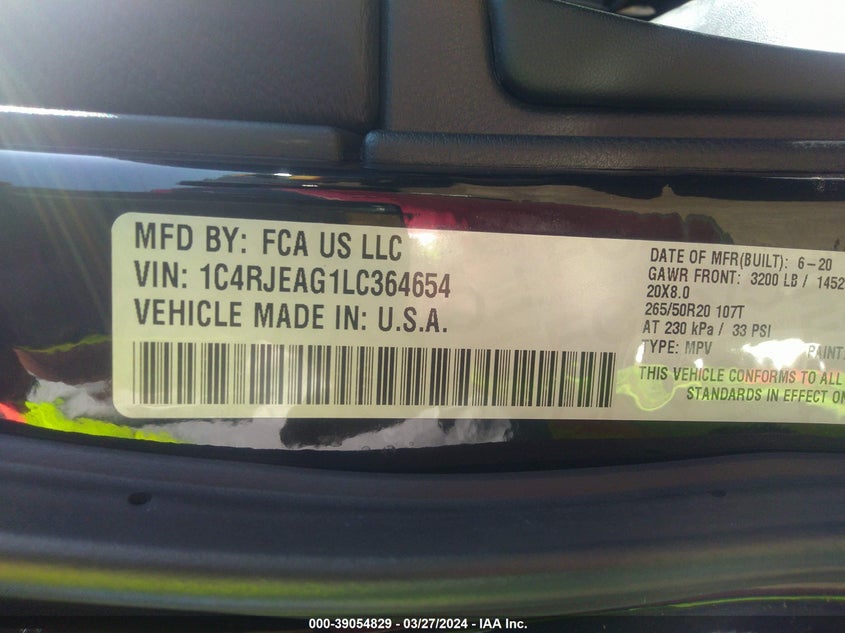 MFD BY: FCA US LLC
VIN: 1C4RJEAG1LC364654
VEHICLE MADE IN: U.S.A.
DATE OF MFR(BUILT): 6-20
GAWR FRONT: 3200 LB / 1452
20X8.0
265/50R20 107T
AT 230 kPa / 33 PSI
TYPE: MPV PAINT:
THIS VEHICLE CONFORMS TO ALL
STANDARDS IN EFFECT ON
000-39054829 - 03/27/2024 - IAA Inc.